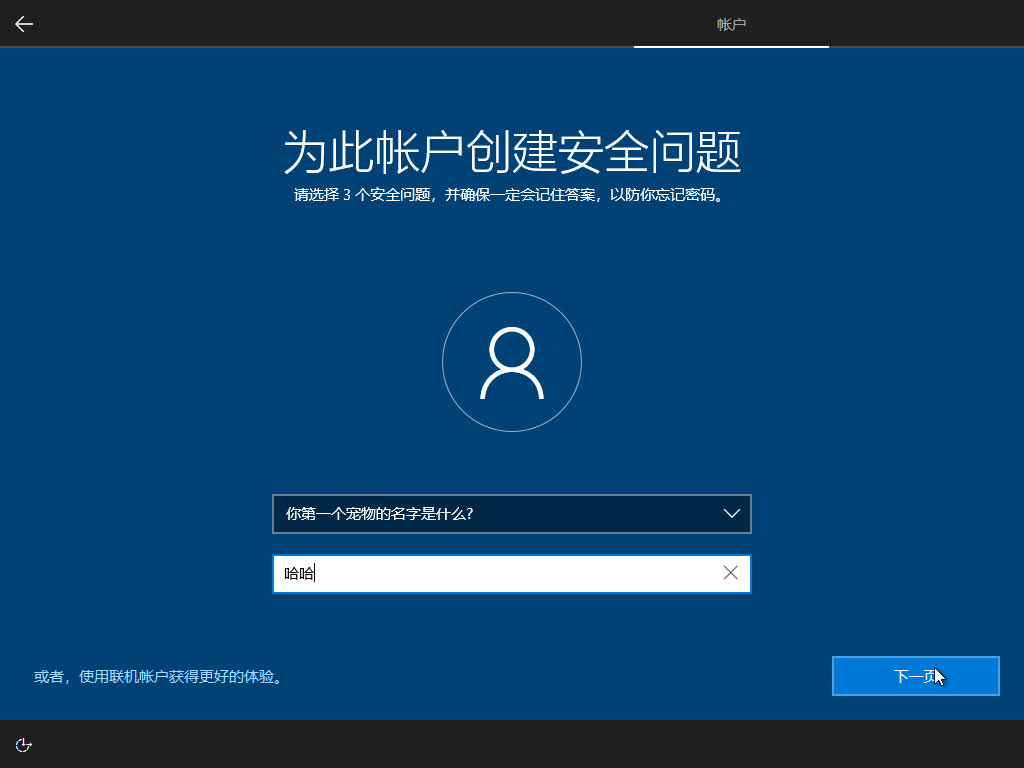 帐户
为此帐户创建安全问题
请选择 3 个安全问题，并确保一定会记住答案，以防你忘记密码。
你第一个宠物的名字是什么?
哈哈
或者，使用联机帐户获得更好的体验。
下一页